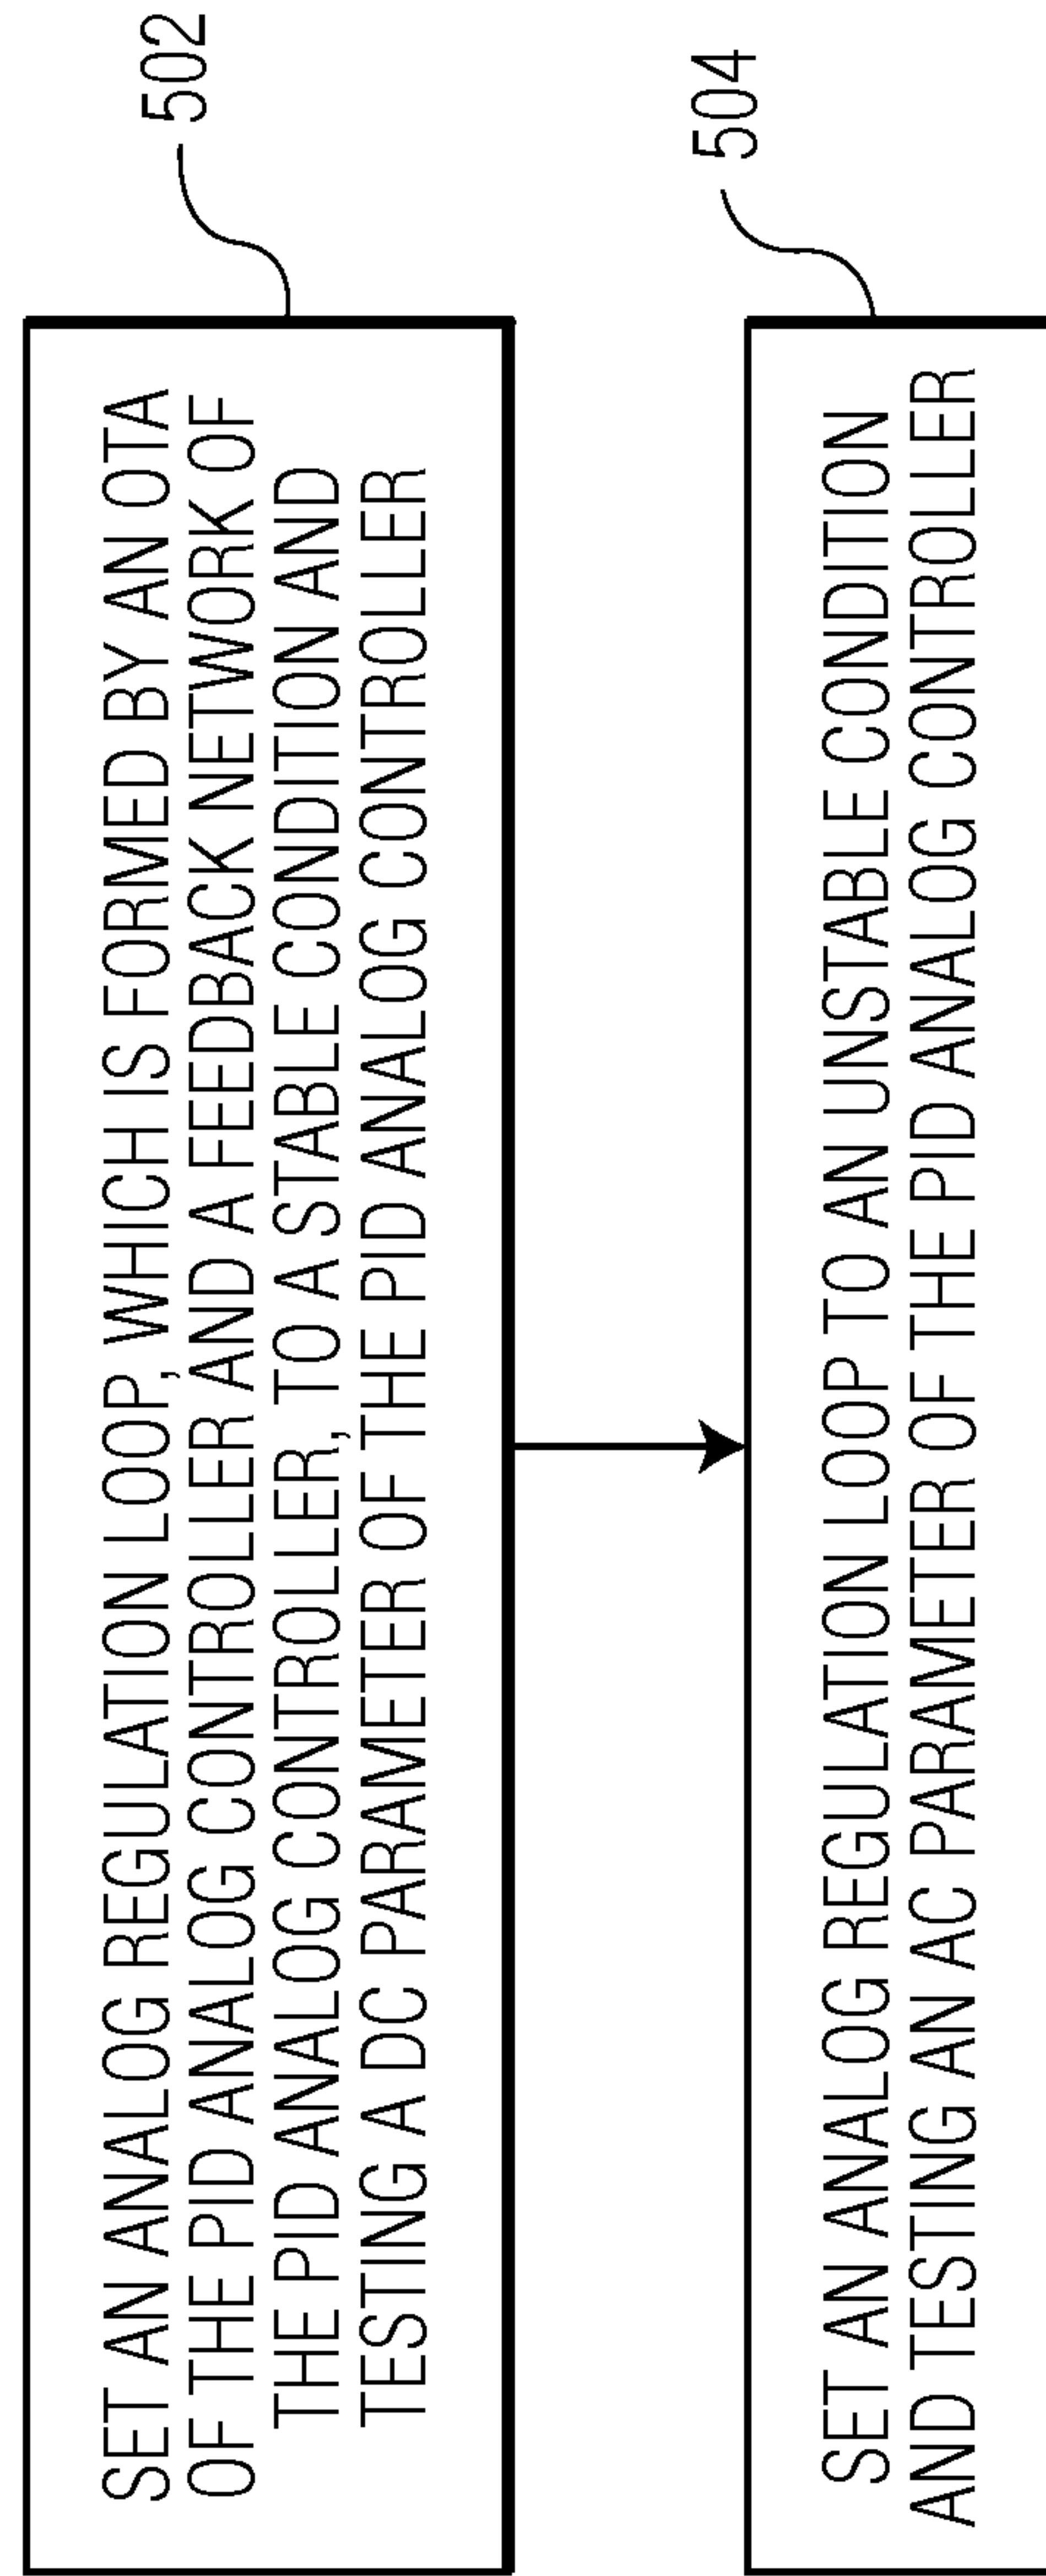 SET AN ANALOG REGULATION LOOP, WHICH IS FORMED BY AN OTA
OF THE PID ANALOG CONTROLLER AND A FEEDBACK NETWORK OF
THE PID ANALOG CONTROLLER, TO A STABLE CONDITION AND
TESTING A DC PARAMETER OF THE PID ANALOG CONTROLLER
502
SET AN ANALOG REGULATION LOOP TO AN UNSTABLE CONDITION
AND TESTING AN AC PARAMETER OF THE PID ANALOG CONTROLLER
504